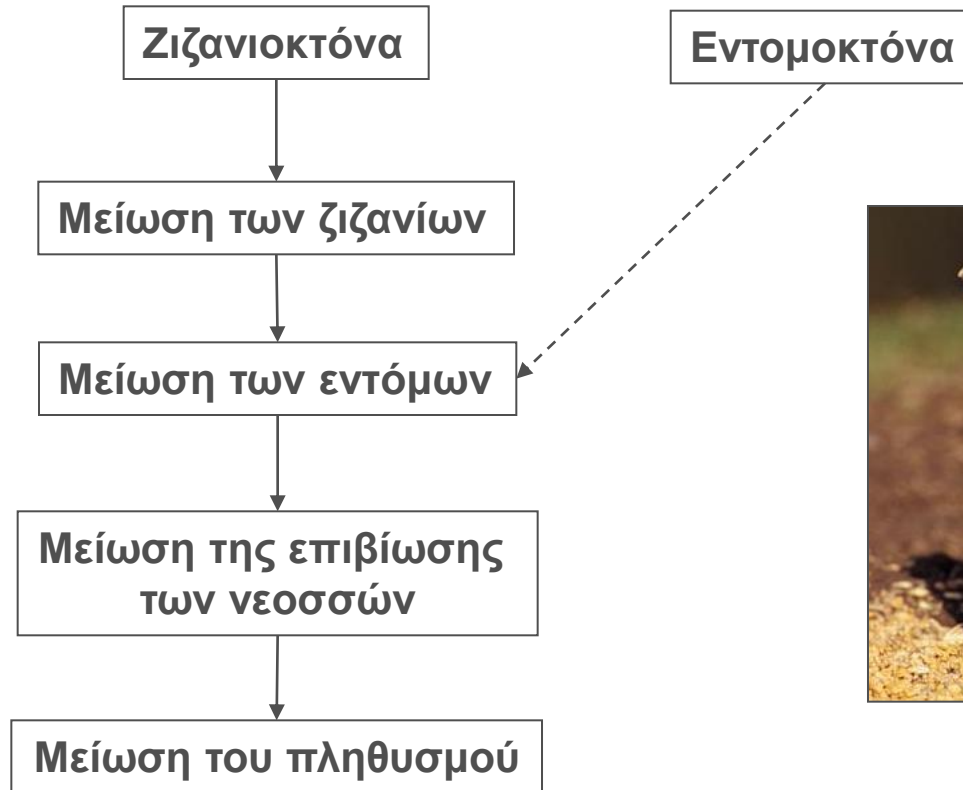 Ζιζανιοκτόνα
Εντομοκτόνα
Μείωση των ζιζανίων
Μείωση των εντόμων
Μείωση της επιβίωσης
των νεοσσών
Μείωση του πληθυσμού